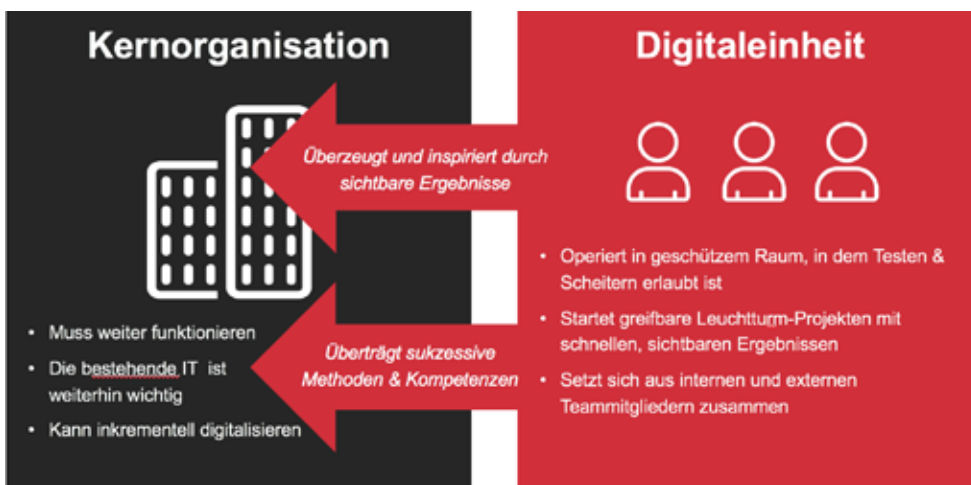 Kernorganisation
Überzeugt und inspiriert durch
sichtbare Ergebnisse
• Muss weiter funktionieren
• Die bestehende IT ist
weiterhin wichtig
• Kann inkrementell digitalisieren
Überträgt sukzessive
Methoden & Kompetenzen
Digitaleinheit
• Operiert in geschützem Raum, in dem Testen &
Scheitern erlaubt ist
• Startet greifbare Leuchtturm-Projekten mit
schnellen, sichtbaren Ergebnissen
• Setzt sich aus internen und externen
Teammitgliedern zusammen